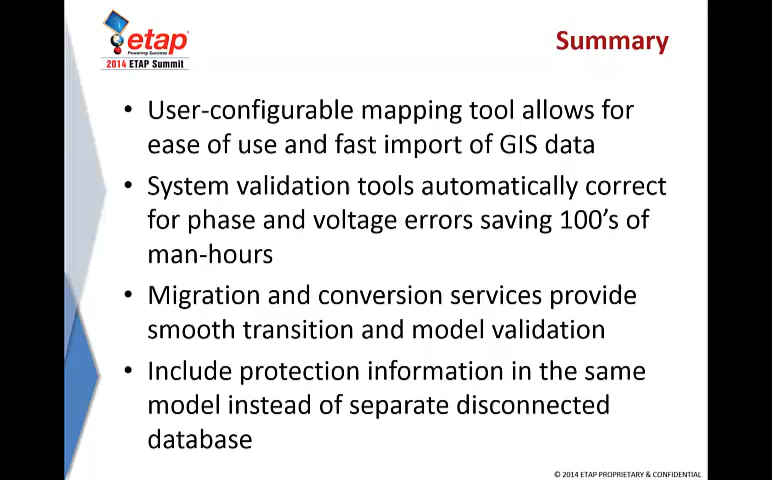 etap®
Powering Success
2014 ETAP Summit
Summary
• User-configurable mapping tool allows for
ease of use and fast import of GIS data
• System validation tools automatically correct
for phase and voltage errors saving 100’s of
man-hours
• Migration and conversion services provide
smooth transition and model validation
• Include protection information in the same
model instead of separate disconnected
database
© 2014 ETAP PROPRIETARY & CONFIDENTIAL